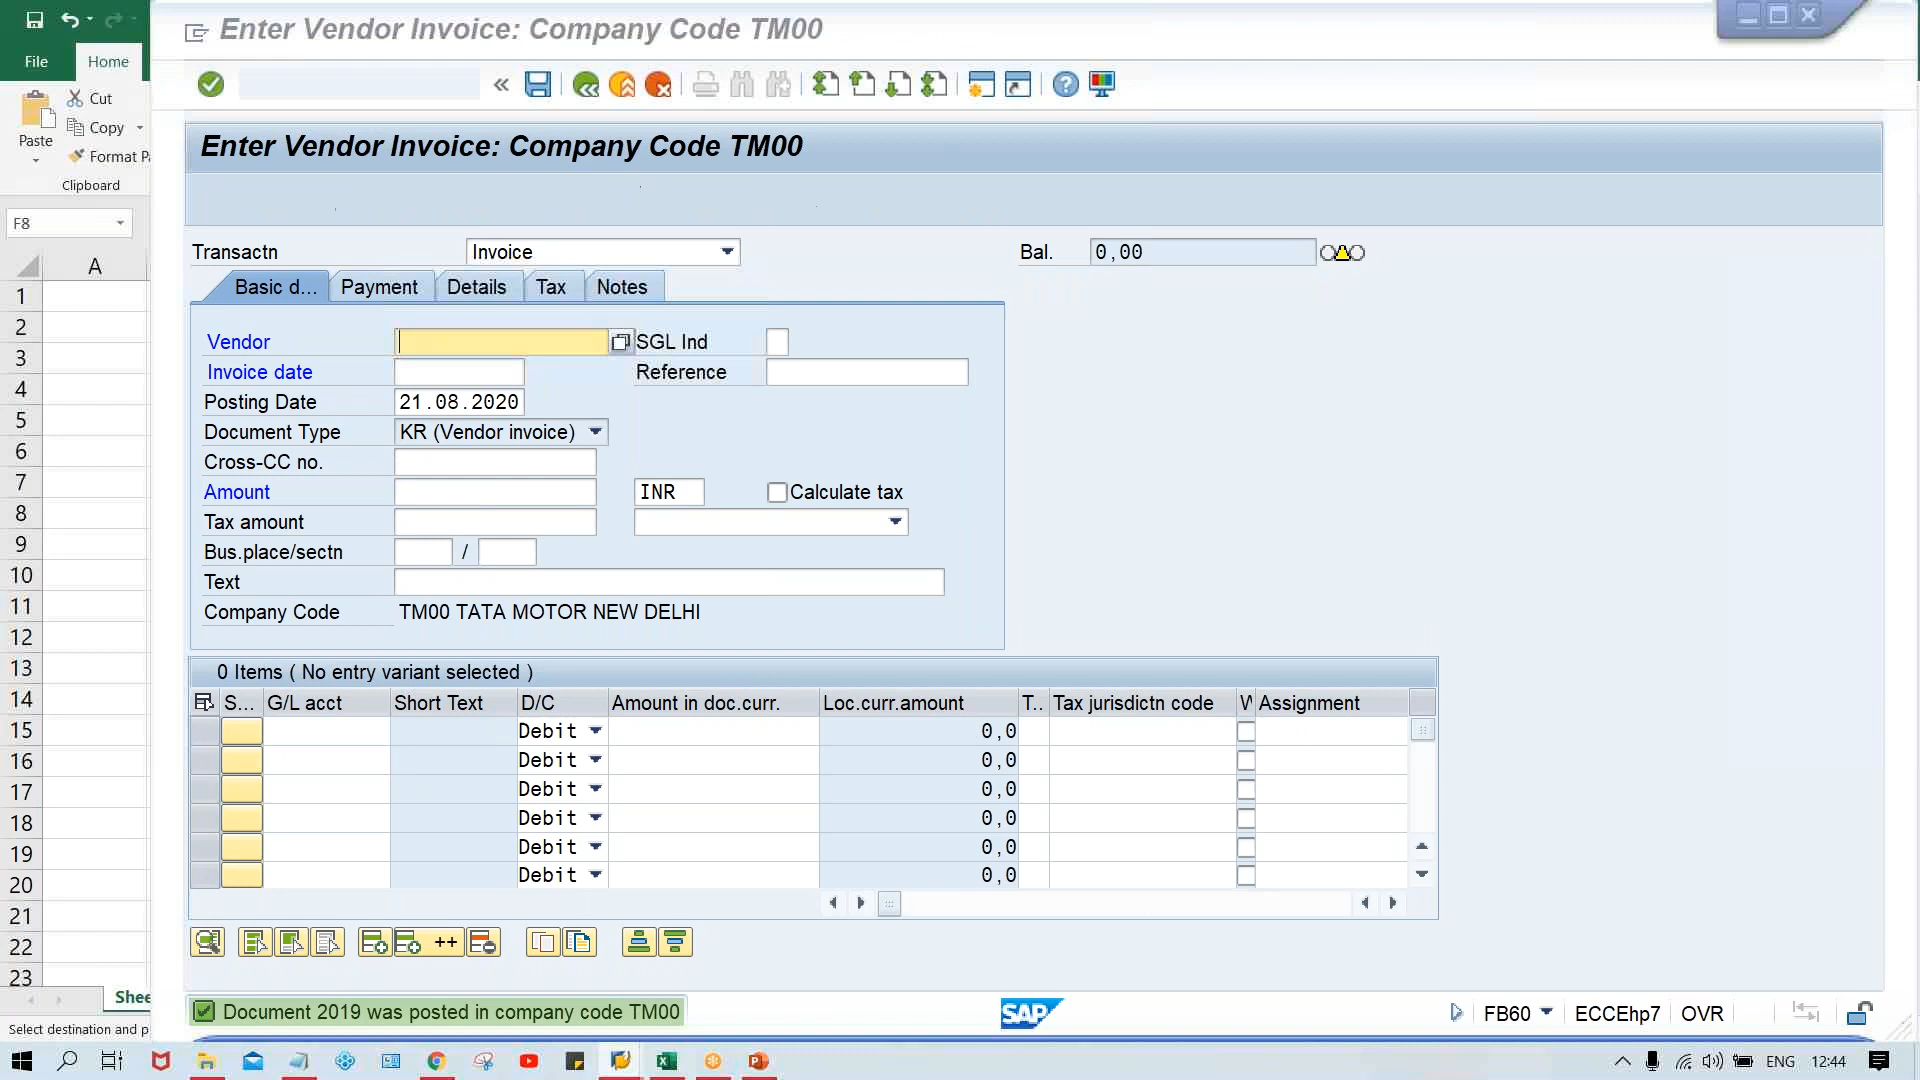 Enter Vendor Invoice: Company Code TM00
File Home
Cut
Copy
Paste
Format P
Clipboard
F8
Enter Vendor Invoice: Company Code TM00
Transactn Invoice Bal. 0,00
Basic d... Payment Details Tax Notes
Vendor SGL Ind
Invoice date Reference
Posting Date 21.08.2020
Document Type KR (Vendor invoice)
Cross-CC no.
Amount INR Calculate tax
Tax amount
Bus.place/sectn /
Text
Company Code TM00 TATA MOTOR NEW DELHI
0 Items ( No entry variant selected )
S... G/L acct Short Text D/C Amount in doc.curr. Loc.curr.amount T.. Tax jurisdictn code V Assignment
Debit 0,0
Debit 0,0
Debit 0,0
Debit 0,0
Debit 0,0
Debit 0,0
++
A
1
2
3
4
5
6
7
8
9
10
11
12
13
14
15
16
17
18
19
20
21
22
23
Shee
Document 2019 was posted in company code TM00
SAP
FB60 ECCEhp7 OVR
Select destination and p
ENG 12:44